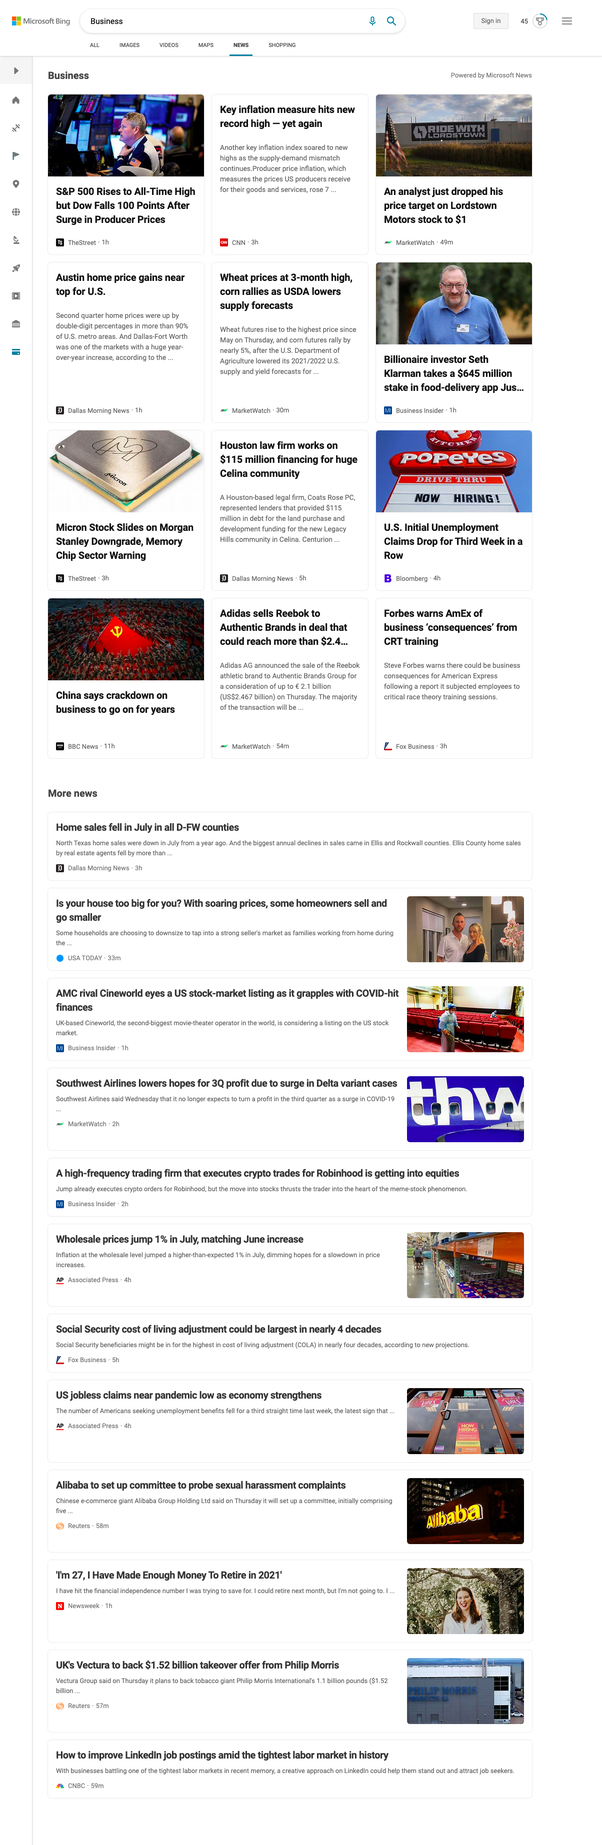 Microsoft Bing
Business
Sign in
45
ALL
IMAGES
VIDEOS
MAPS
NEWS
SHOPPING
Business
Powered by Microsoft News
S&P 500 Rises to All-Time High
but Dow Falls 100 Points After
Surge in Producer Prices
TheStreet · 1h
Key inflation measure hits new
record high — yet again
Another key inflation index soared to new
highs as the supply-demand mismatch
continues.Producer price inflation, which
measures the prices US producers receive
for their goods and services, rose 7 ...
CNN · 3h
RIDE WITH
LORDSTOWN
An analyst just dropped his
price target on Lordstown
Motors stock to $1
MarketWatch · 49m
Austin home price gains near
top for U.S.
Second quarter home prices were up by
double-digit percentages in more than 90%
of U.S. metro areas. And Dallas-Fort Worth
was one of the markets with a huge year-
over-year increase, according to the ...
Dallas Morning News · 1h
Wheat prices at 3-month high,
corn rallies as USDA lowers
supply forecasts
Wheat futures rise to the highest price since
May on Thursday, and corn futures rally by
nearly 5%, after the U.S. Department of
Agriculture lowered its 2021/2022 U.S.
supply and yield forecasts for ...
MarketWatch · 30m
Billionaire investor Seth
Klarman takes a $645 million
stake in food-delivery app Jus...
Business Insider · 1h
Micron
Micron Stock Slides on Morgan
Stanley Downgrade, Memory
Chip Sector Warning
TheStreet · 3h
Houston law firm works on
$115 million financing for huge
Celina community
A Houston-based legal firm, Coats Rose PC,
represented lenders that provided $115
million in debt for the land purchase and
development funding for the new Legacy
Hills community in Celina. Centurion ...
Dallas Morning News · 5h
KITCHEN
POPEYES
DRIVE THRU
NOW HIRING!
U.S. Initial Unemployment
Claims Drop for Third Week in a
Row
Bloomberg · 4h
China says crackdown on
business to go on for years
BBC News · 11h
Adidas sells Reebok to
Authentic Brands in deal that
could reach more than $2.4...
Adidas AG announced the sale of the Reebok
athletic brand to Authentic Brands Group for
a consideration of up to € 2.1 billion
(US$2.467 billion) on Thursday. The majority
of the transaction will be ...
MarketWatch · 54m
Forbes warns AmEx of
business ‘consequences’ from
CRT training
Steve Forbes warns there could be business
consequences for American Express
following a report it subjected employees to
critical race theory training sessions.
Fox Business · 3h
More news
Home sales fell in July in all D-FW counties
North Texas home sales were down in July from a year ago. And the biggest annual declines in sales came in Ellis and Rockwall counties. Ellis County home sales
by real estate agents fell by more than ...
Dallas Morning News · 3h
Is your house too big for you? With soaring prices, some homeowners sell and
go smaller
Some households are choosing to downsize to tap into a strong seller's market as families working from home during
the ...
USA TODAY · 33m
AMC rival Cineworld eyes a US stock-market listing as it grapples with COVID-hit
finances
UK-based Cineworld, the second-biggest movie-theater operator in the world, is considering a listing on the US stock
market.
Business Insider · 1h
Southwest Airlines lowers hopes for 3Q profit due to surge in Delta variant cases
Southwest Airlines said Wednesday that it no longer expects to turn a profit in the third quarter as a surge in COVID-19
...
MarketWatch · 2h
thw
A high-frequency trading firm that executes crypto trades for Robinhood is getting into equities
Jump already executes crypto orders for Robinhood, but the move into stocks thrusts the trader into the heart of the meme-stock phenomenon.
Business Insider · 2h
Wholesale prices jump 1% in July, matching June increase
Inflation at the wholesale level jumped a higher-than-expected 1% in July, dimming hopes for a slowdown in price
increases.
AP Associated Press · 4h
Social Security cost of living adjustment could be largest in nearly 4 decades
Social Security beneficiaries might be in for the highest in cost of living adjustment (COLA) in nearly four decades, according to new projections.
Fox Business · 5h
US jobless claims near pandemic low as economy strengthens
The number of Americans seeking unemployment benefits fell for a third straight time last week, the latest sign that ...
AP Associated Press · 4h
NOW
HIRING
Alibaba to set up committee to probe sexual harassment complaints
Chinese e-commerce giant Alibaba Group Holding Ltd said on Thursday it will set up a committee, initially comprising
five ...
Reuters · 58m
Alibaba
'I'm 27, I Have Made Enough Money To Retire in 2021'
I have hit the financial independence number I was trying to save for. I could retire next month, but I'm not going to. I ...
N Newsweek · 1h
UK's Vectura to back $1.52 billion takeover offer from Philip Morris
Vectura Group said on Thursday it plans to back tobacco giant Philip Morris International's 1.1 billion pounds ($1.52
billion ...
Reuters · 57m
PHILIP MORRIS
How to improve LinkedIn job postings amid the tightest labor market in history
With businesses battling one of the tightest labor markets in recent memory, a creative approach on LinkedIn could help them stand out and attract job seekers.
CNBC · 59m